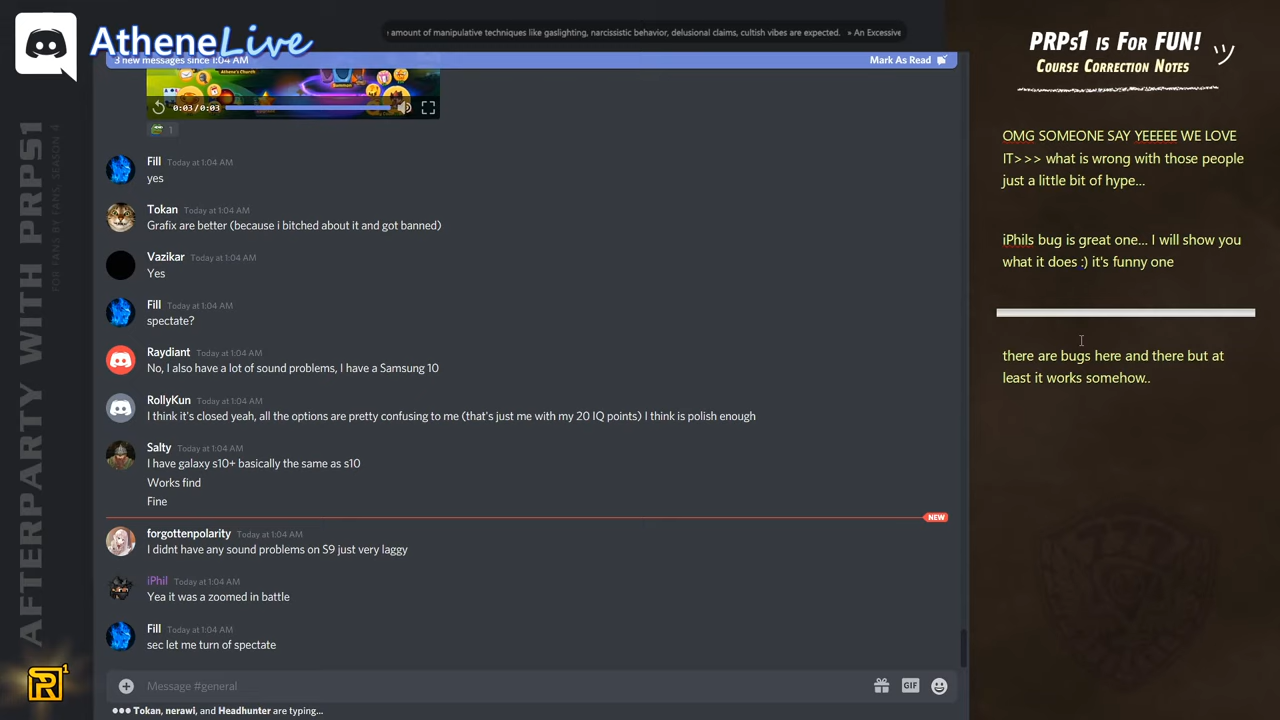 AtheneLive
amount of manipulative techniques like gaslighting, narcissistic behavior, delusional claims, cultish vibes are expected. » An Excessive
PRPs1 is For FUN!
Course Correction Notes
ツ
3 new messages since 1:04 AM
Mark As Read
Athene's Church
0:03/0:03
1
Fill Today at 1:04 AM
yes
Tokan Today at 1:04 AM
Grafix are better (because i bitched about it and got banned)
Vazikar Today at 1:04 AM
Yes
Fill Today at 1:04 AM
spectate?
Raydiant Today at 1:04 AM
No, I also have a lot of sound problems, I have a Samsung 10
RollyKun Today at 1:04 AM
I think it's closed yeah, all the options are pretty confusing to me (that's just me with my 20 IQ points) I think is polish enough
Salty Today at 1:04 AM
I have galaxy s10+ basically the same as s10
Works find
Fine
NEW
forgottenpolarity Today at 1:04 AM
I didnt have any sound problems on S9 just very laggy
iPhil Today at 1:04 AM
Yea it was a zoomed in battle
Fill Today at 1:04 AM
sec let me turn of spectate
Message #general
GIF
Tokan, nerawi, and Headhunter are typing...
OMG SOMEONE SAY YEEEEE WE LOVE
IT>>> what is wrong with those people
just a little bit of hype...
iPhils bug is great one... I will show you
what it does :) it's funny one
there are bugs here and there but at
least it works somehow..
AFTERPARTY WITH PRPS1
FOR FANS BY FANS, SEASON 4
R1